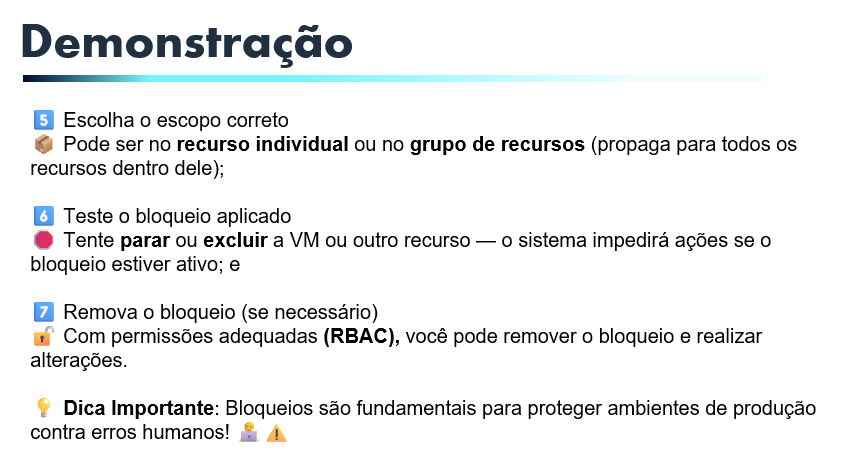 Demonstração
5️⃣ Escolha o escopo correto
📦 Pode ser no recurso individual ou no grupo de recursos (propaga para todos os
recursos dentro dele);
6️⃣ Teste o bloqueio aplicado
🛑 Tente parar ou excluir a VM ou outro recurso — o sistema impedirá ações se o
bloqueio estiver ativo; e
7️⃣ Remova o bloqueio (se necessário)
🔓 Com permissões adequadas (RBAC), você pode remover o bloqueio e realizar
alterações.
💡 Dica Importante: Bloqueios são fundamentais para proteger ambientes de produção
contra erros humanos! 🧑‍💻 ⚠️